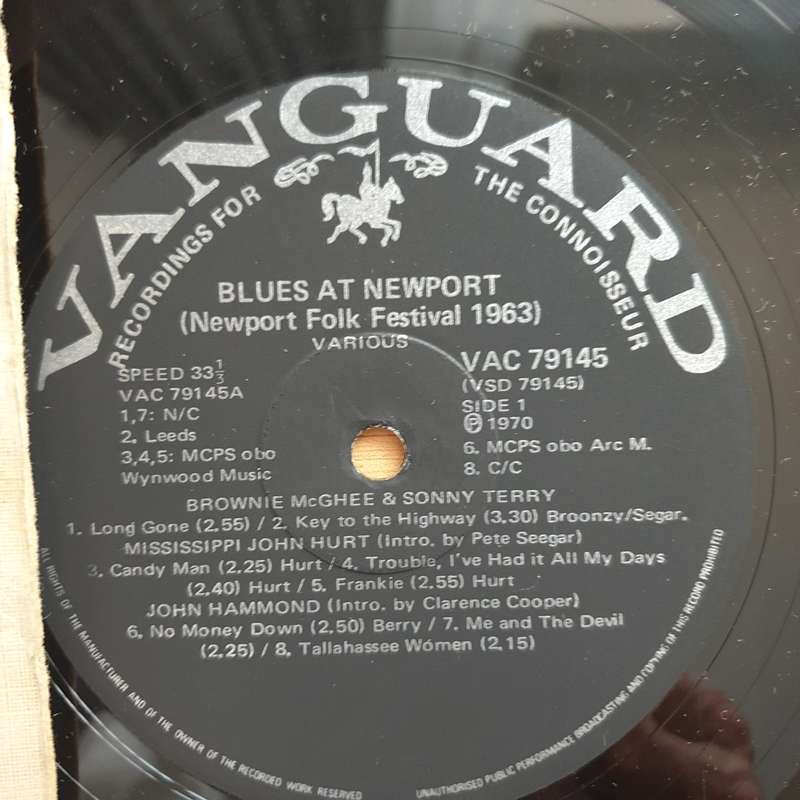 VANGUARD
RECORDINGS FOR THE CONNOISSEUR
BLUES AT NEWPORT
(Newport Folk Festival 1963)
VARIOUS
SPEED 33⅓
VAC 79145A
1,7: N/C
2. Leeds
3,4,5: MCPS obo
Wynwood Music
VAC 79145
(VSD 79145)
SIDE 1
℗ 1970
6. MCPS obo Arc M.
8. C/C
BROWNIE McGHEE & SONNY TERRY
1. Long Gone (2.55) / 2. Key to the Highway (3.30) Broonzy/Segar.
MISSISSIPPI JOHN HURT (Intro. by Pete Seegar)
3. Candy Man (2.25) Hurt / 4. Trouble, I've Had it All My Days
(2.40) Hurt / 5. Frankie (2.55) Hurt
JOHN HAMMOND (Intro. by Clarence Cooper)
6. No Money Down (2.50) Berry / 7. Me and The Devil
(2.25) / 8. Tallahassee Wómen (2.15)
ALL RIGHTS OF THE MANUFACTURER AND OF THE OWNER OF THE RECORDED WORK RESERVED
UNAUTHORISED PUBLIC PERFORMANCE BROADCASTING AND COPYING OF THIS RECORD PROHIBITED